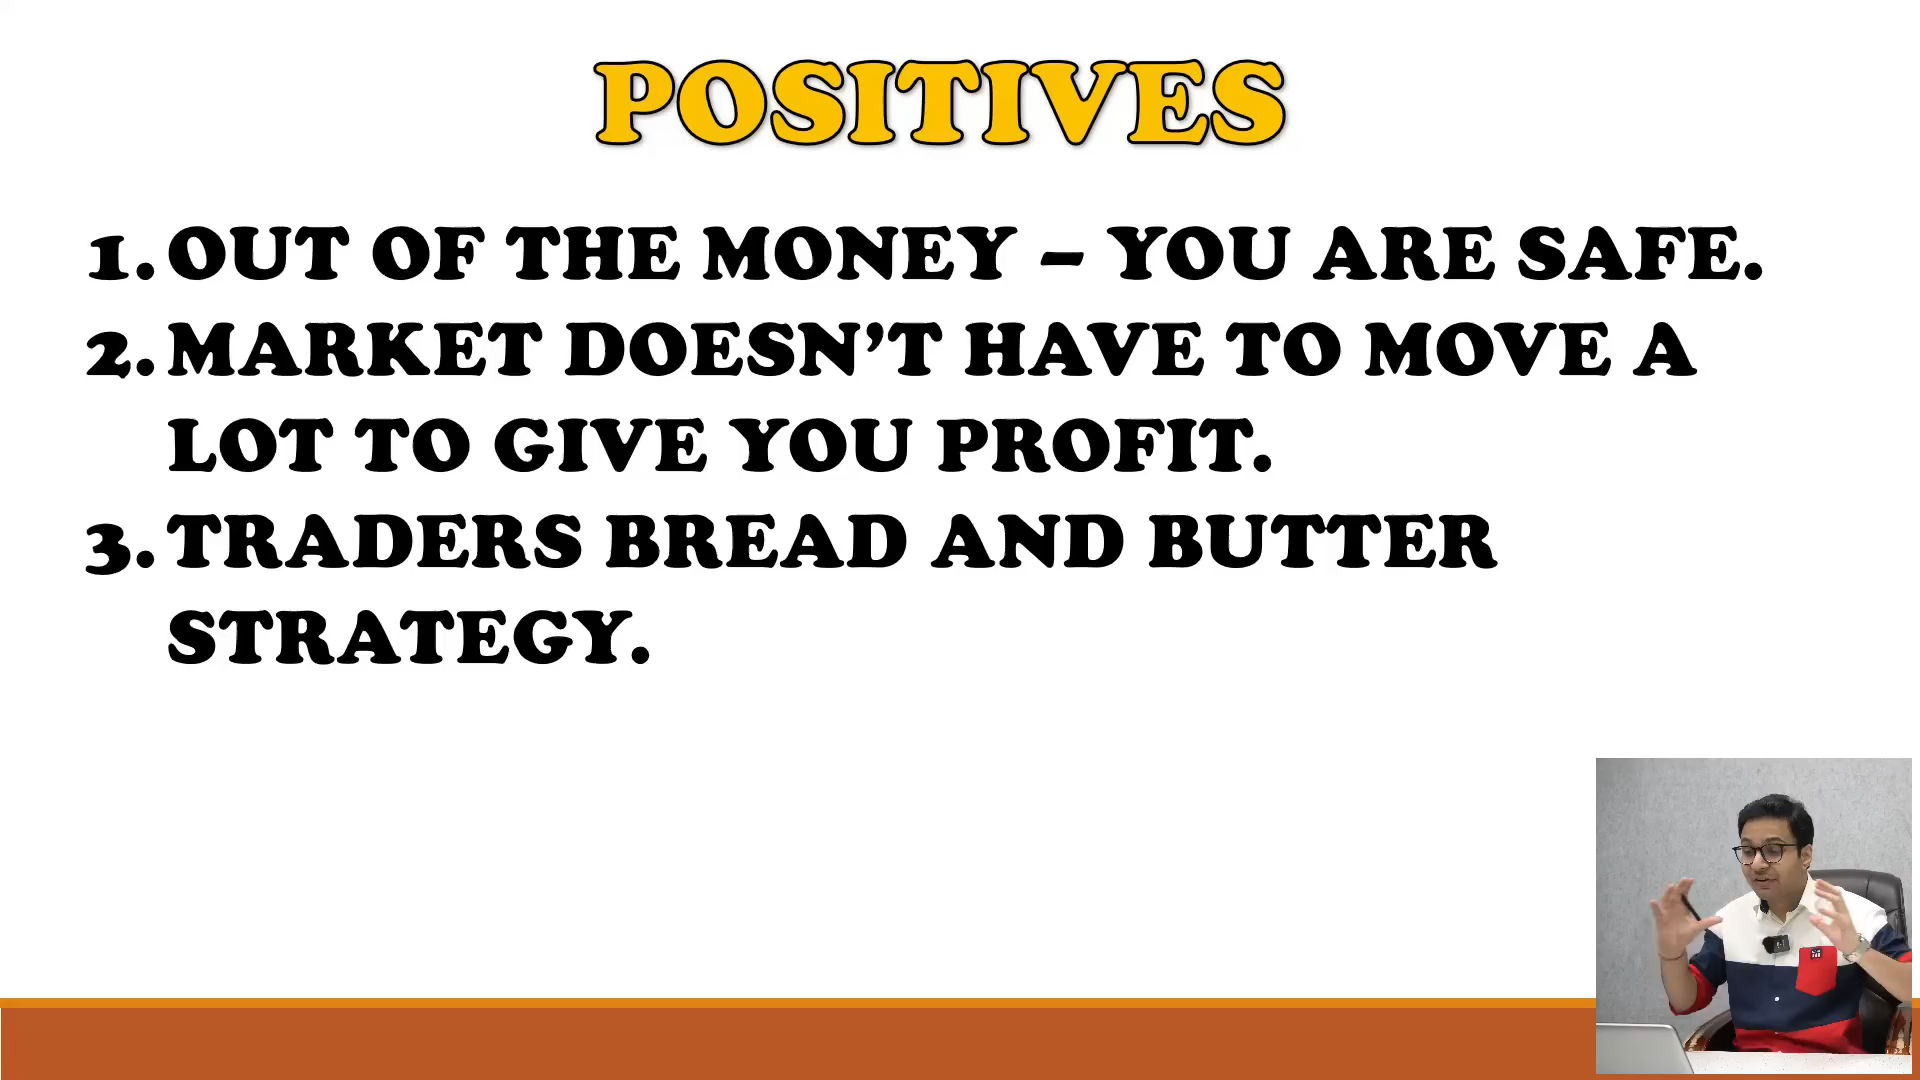 POSITIVES
1. OUT OF THE MONEY – YOU ARE SAFE.
2. MARKET DOESN’T HAVE TO MOVE A
LOT TO GIVE YOU PROFIT.
3. TRADERS BREAD AND BUTTER
STRATEGY.